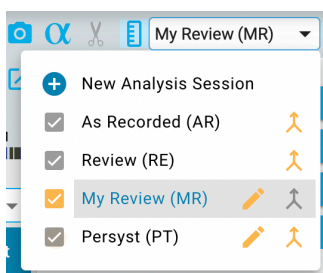 My Review (MR)
New Analysis Session
As Recorded (AR)
Review (RE)
My Review (MR)
Persyst (PT)